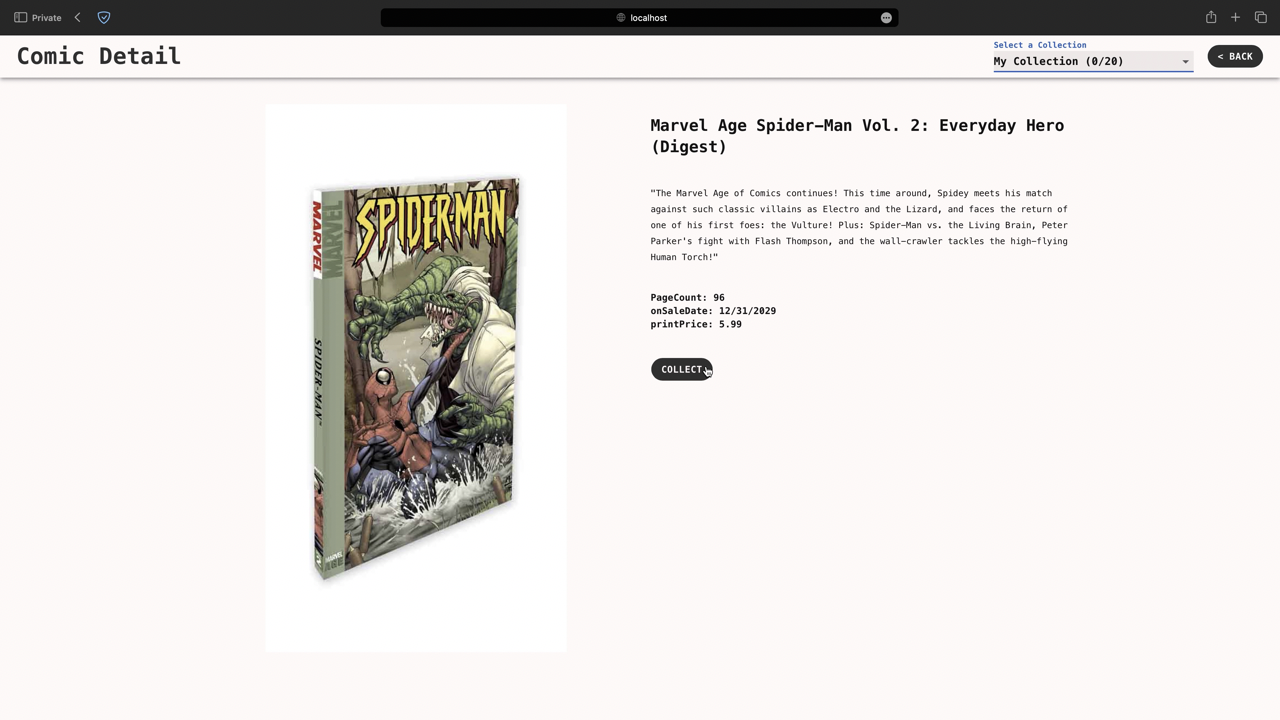 Private
localhost
Comic Detail
Select a Collection
My Collection (0/20)
< BACK
Marvel Age Spider-Man Vol. 2: Everyday Hero
(Digest)
"The Marvel Age of Comics continues! This time around, Spidey meets his match
against such classic villains as Electro and the Lizard, and faces the return of
one of his first foes: the Vulture! Plus: Spider-Man vs. the Living Brain, Peter
Parker's fight with Flash Thompson, and the wall-crawler tackles the high-flying
Human Torch!"
PageCount: 96
onSaleDate: 12/31/2029
printPrice: 5.99
COLLECT
MARVEL
SPIDER-MAN
MARVEL
SPIDER-MAN
MARVEL
AGE